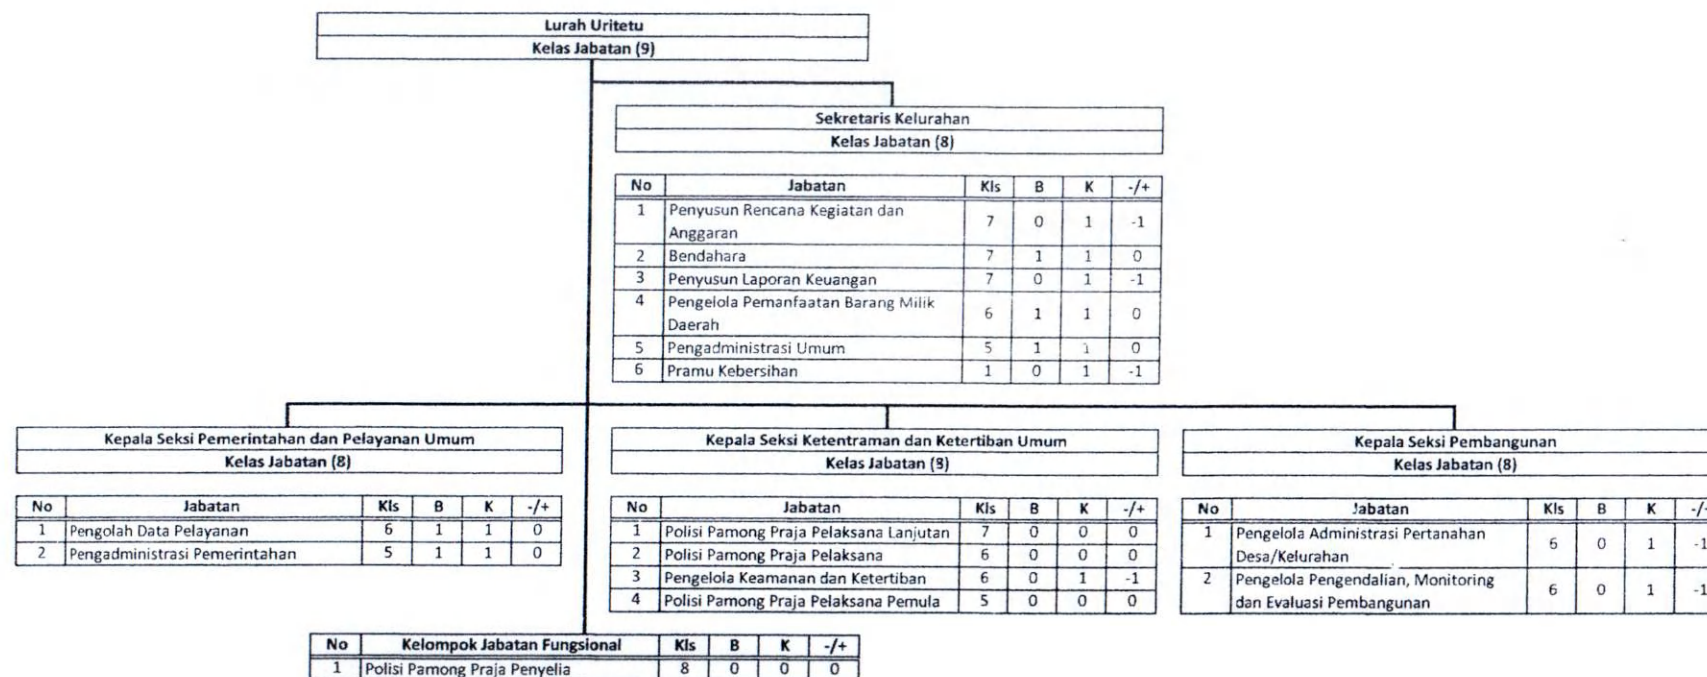 Lurah Uritetu
Kelas Jabatan (9)
Sekretaris Kelurahan
Kelas Jabatan (8)
No Jabatan Kls B K -/+
1 Penyusun Rencana Kegiatan dan
Anggaran 7 0 1 -1
2 Bendahara 7 1 1 0
3 Penyusun Laporan Keuangan 7 0 1 -1
4 Pengelola Pemanfaatan Barang Milik
Daerah 6 1 1 0
5 Pengadministrasi Umum 5 1 1 0
6 Pramu Kebersihan 1 0 1 -1
Kepala Seksi Pemerintahan dan Pelayanan Umum
Kelas Jabatan (8)
No Jabatan Kls B K -/+
1 Pengolah Data Pelayanan 6 1 1 0
2 Pengadministrasi Pemerintahan 5 1 1 0
Kepala Seksi Ketentraman dan Ketertiban Umum
Kelas Jabatan (8)
No Jabatan Kls B K -/+
1 Polisi Pamong Praja Pelaksana Lanjutan 7 0 0 0
2 Polisi Pamong Praja Pelaksana 6 0 0 0
3 Pengelola Keamanan dan Ketertiban 6 0 1 -1
4 Polisi Pamong Praja Pelaksana Pemula 5 0 0 0
Kepala Seksi Pembangunan
Kelas Jabatan (8)
No Jabatan Kls B K -/+
1 Pengelola Administrasi Pertanahan
Desa/Kelurahan 6 0 1 -1
2 Pengelola Pengendalian, Monitoring
dan Evaluasi Pembangunan 6 0 1 -1
No Kelompok Jabatan Fungsional Kls B K -/+
1 Polisi Pamong Praja Penyelia 8 0 0 0